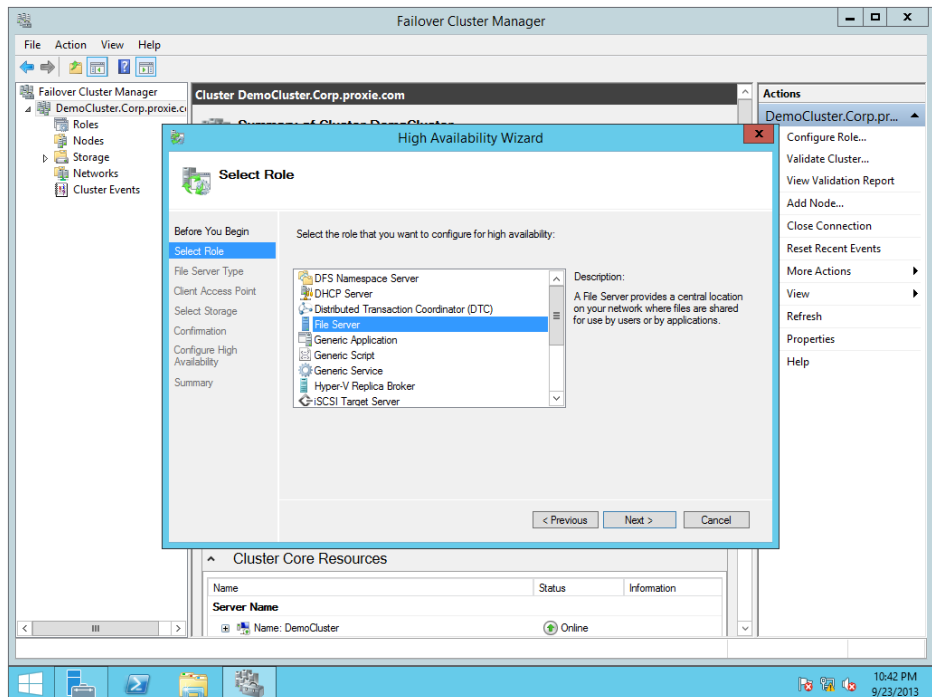 Failover Cluster Manager
File Action View Help
Failover Cluster Manager
DemoCluster.Corp.proxie.c
Roles
Nodes
Storage
Networks
Cluster Events
Cluster DemoCluster.Corp.proxie.com
Summary of Cluster DemoCluster
High Availability Wizard
Select Role
Before You Begin
Select Role
File Server Type
Client Access Point
Select Storage
Confirmation
Configure High
Availability
Summary
Select the role that you want to configure for high availability:
DFS Namespace Server
DHCP Server
Distributed Transaction Coordinator (DTC)
File Server
Generic Application
Generic Script
Generic Service
Hyper-V Replica Broker
iSCSI Target Server
Description:
A File Server provides a central location
on your network where files are shared
for use by users or by applications.
< Previous Next > Cancel
Cluster Core Resources
Name Status Information
Server Name
Name: DemoCluster Online
Actions
DemoCluster.Corp.pr...
Configure Role...
Validate Cluster...
View Validation Report
Add Node...
Close Connection
Reset Recent Events
More Actions
View
Refresh
Properties
Help
10:42 PM
9/23/2013